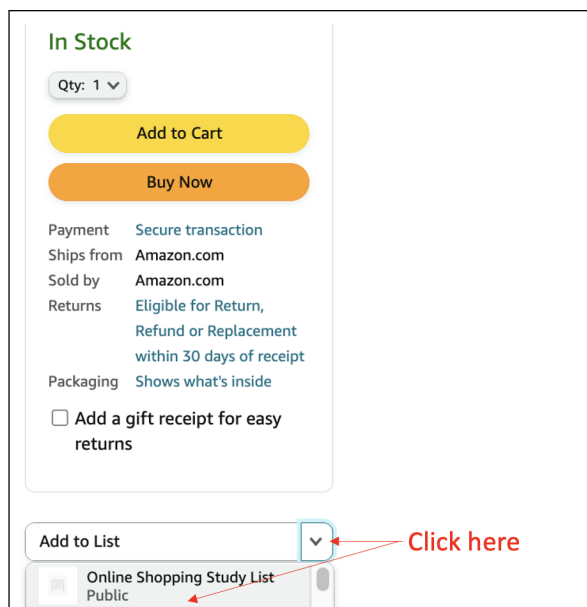 In Stock
Qty: 1
Add to Cart
Buy Now
Payment Secure transaction
Ships from Amazon.com
Sold by Amazon.com
Returns Eligible for Return,
Refund or Replacement
within 30 days of receipt
Packaging Shows what's inside
Add a gift receipt for easy
returns
Add to List
Click here
Online Shopping Study List
Public